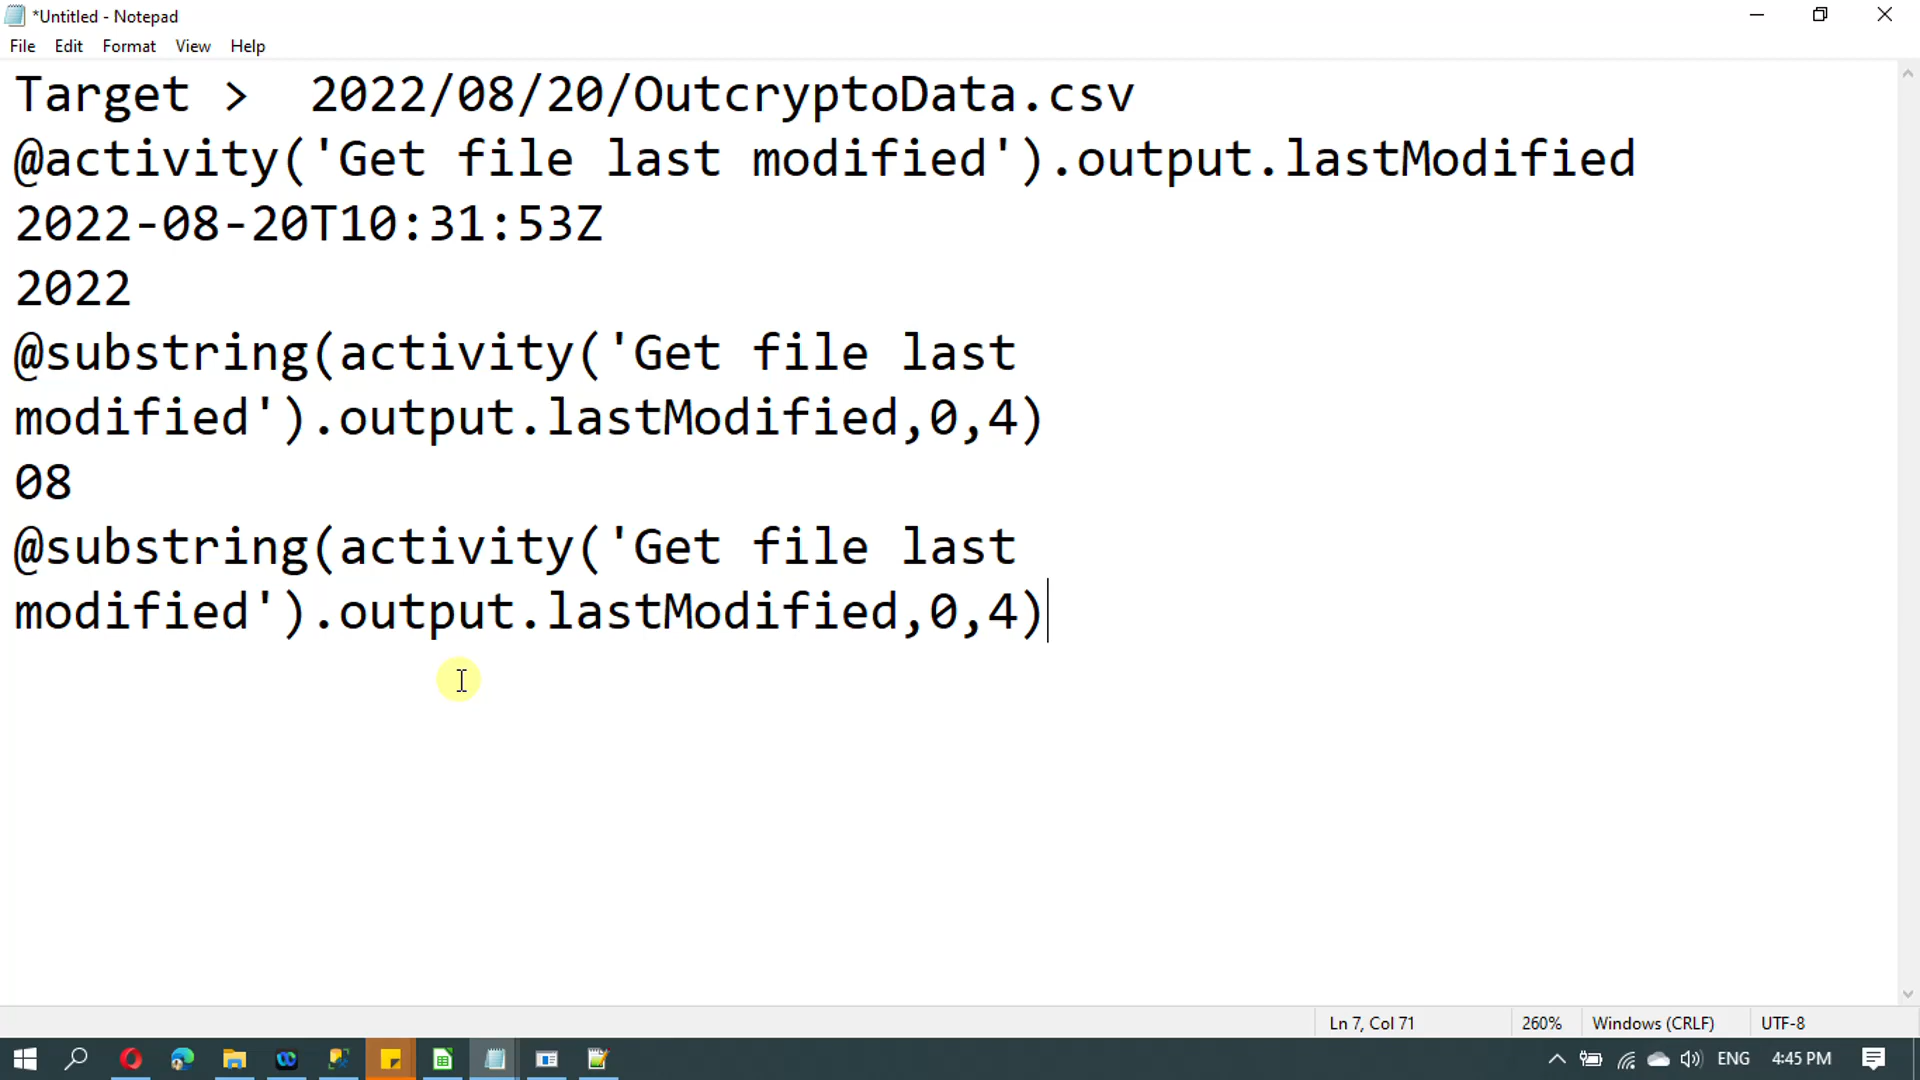 *Untitled - Notepad
File Edit Format View Help
Target >  2022/08/20/OutcryptoData.csv
@activity('Get file last modified').output.lastModified
2022-08-20T10:31:53Z
2022
@substring(activity('Get file last
modified').output.lastModified,0,4)
08
@substring(activity('Get file last
modified').output.lastModified,0,4)
Ln 7, Col 71 260% Windows (CRLF) UTF-8
ENG 4:45 PM